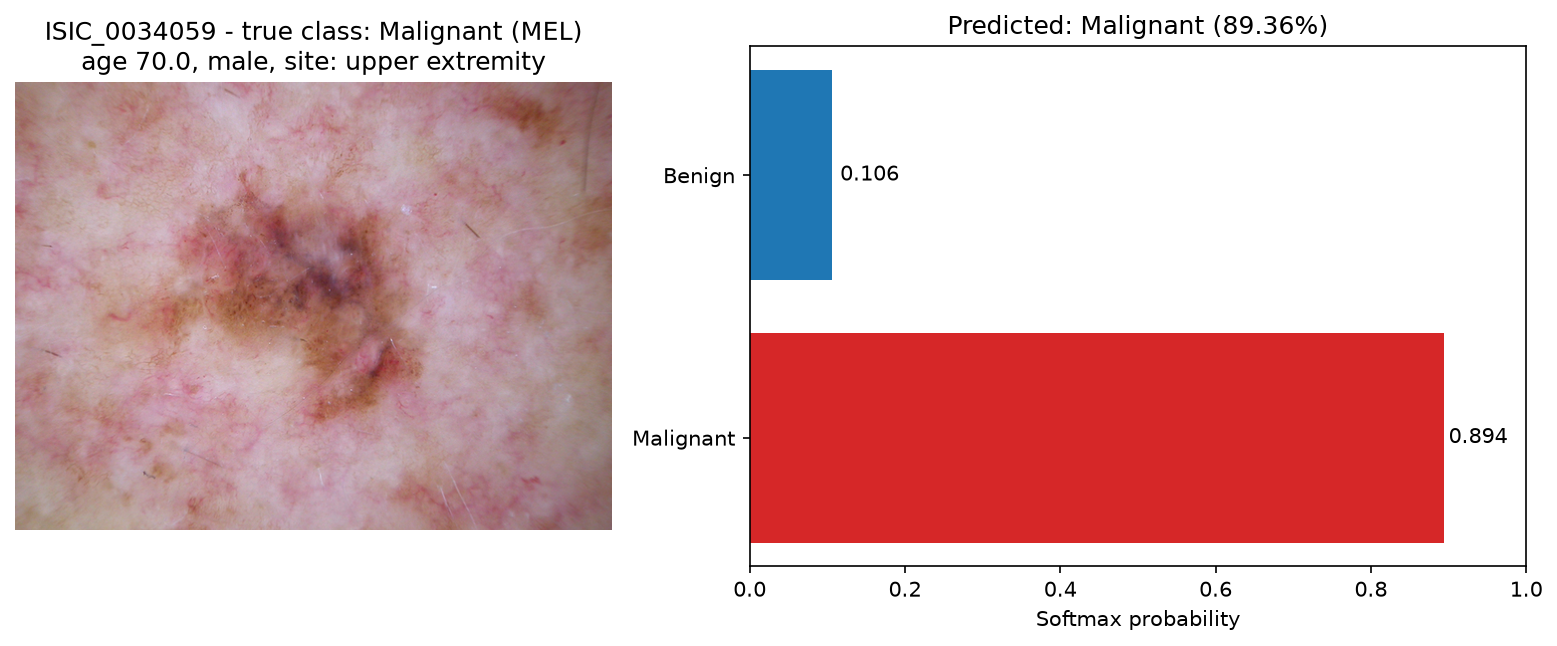 ISIC_0034059 - true class: Malignant (MEL)
age 70.0, male, site: upper extremity
Predicted: Malignant (89.36%)
Benign
0.106
Malignant
0.894
0.0 0.2 0.4 0.6 0.8 1.0
Softmax probability